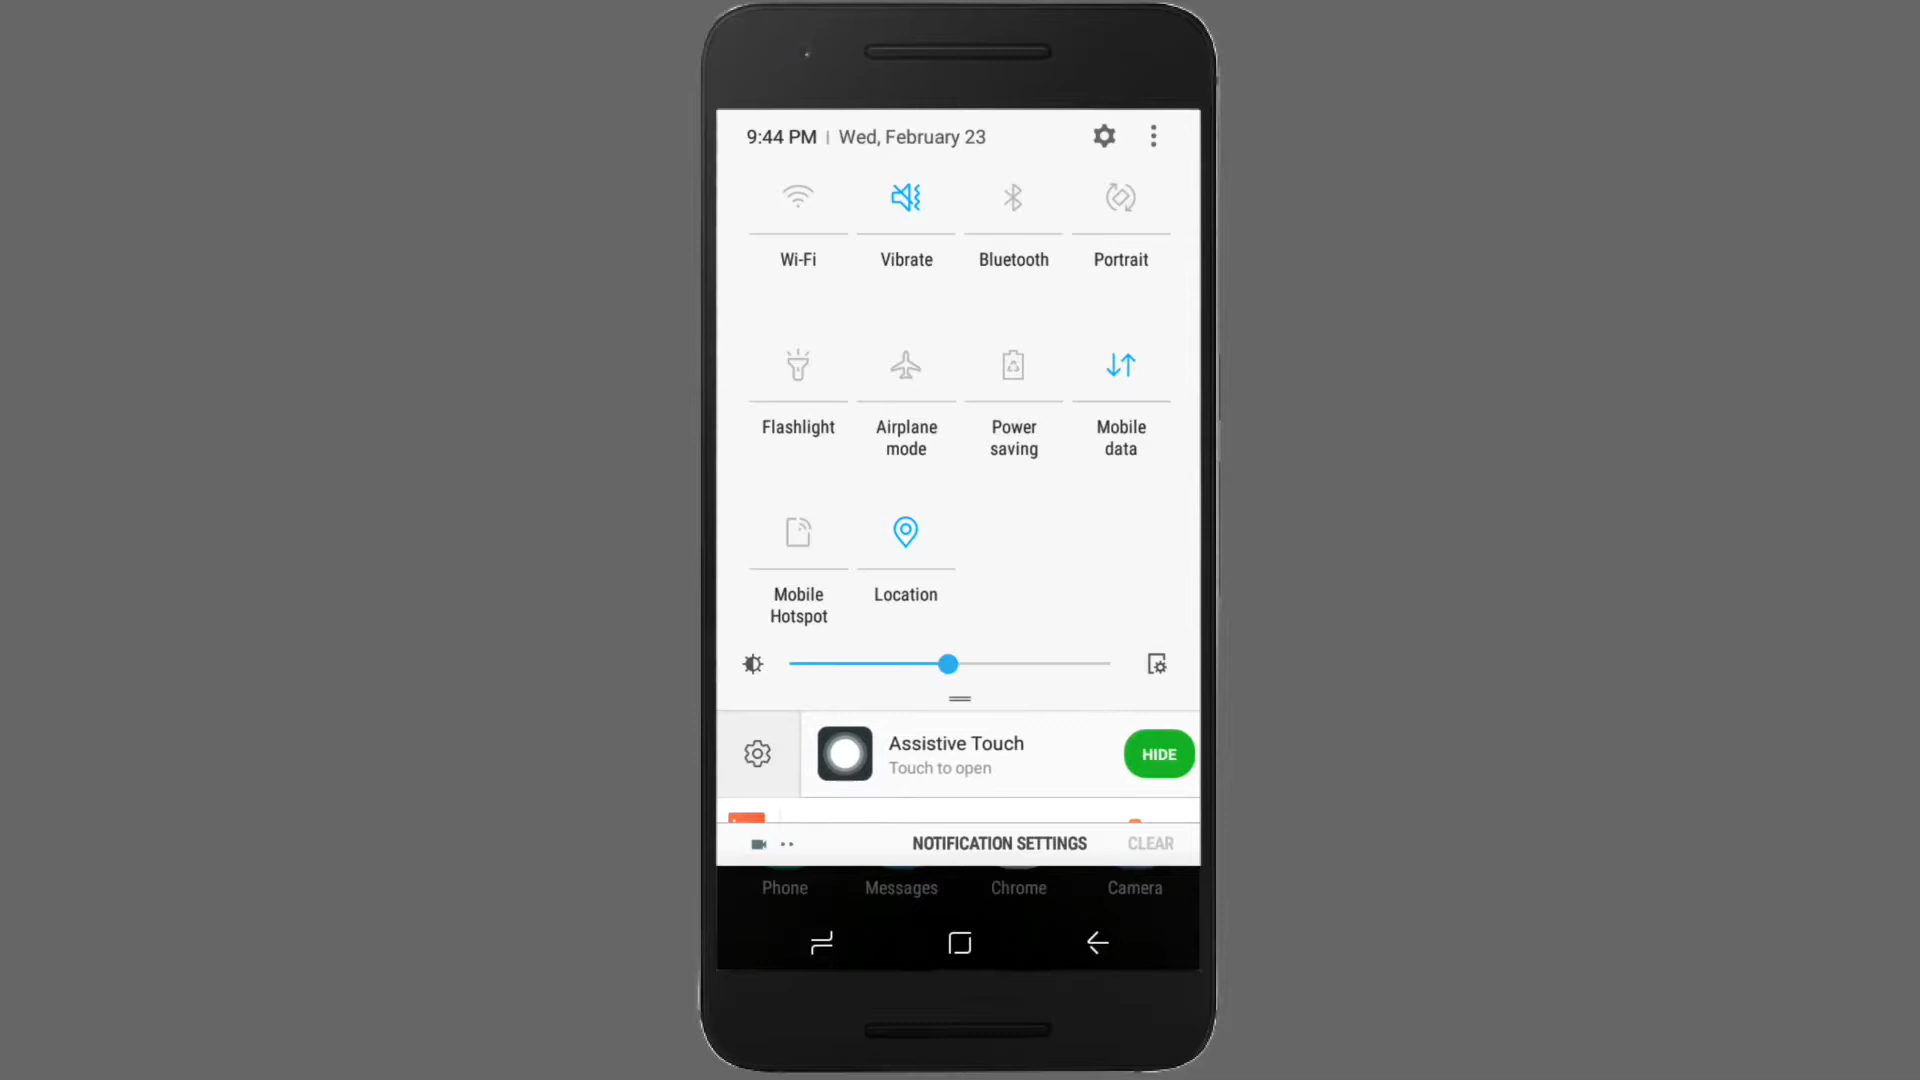 9:44 PM | Wed, February 23
Wi-Fi
Vibrate
Bluetooth
Portrait
Flashlight
Airplane
mode
Power
saving
Mobile
data
Mobile
Hotspot
Location
Assistive Touch
Touch to open
HIDE
NOTIFICATION SETTINGS
CLEAR
Phone
Messages
Chrome
Camera